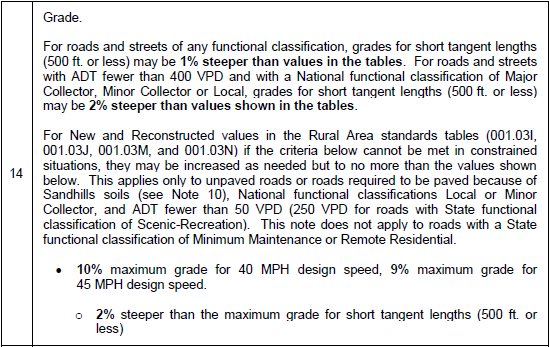 Grade.
For roads and streets of any functional classification, grades for short tangent lengths
(500 ft. or less) may be 1% steeper than values in the tables. For roads and streets
with ADT fewer than 400 VPD and with a National functional classification of Major
Collector, Minor Collector or Local, grades for short tangent lengths (500 ft. or less)
may be 2% steeper than values shown in the tables.
For New and Reconstructed values in the Rural Area standards tables (001.03I,
001.03J, 001.03M, and 001.03N) if the criteria below cannot be met in constrained
situations, they may be increased as needed but to no more than the values shown
14 below. This applies only to unpaved roads or roads required to be paved because of
Sandhills soils (see Note 10), National functional classifications Local or Minor
Collector, and ADT fewer than 50 VPD (250 VPD for roads with State functional
classification of Scenic-Recreation). This note does not apply to roads with a State
functional classification of Minimum Maintenance or Remote Residential.
• 10% maximum grade for 40 MPH design speed, 9% maximum grade for
45 MPH design speed.
o 2% steeper than the maximum grade for short tangent lengths (500 ft. or
less)